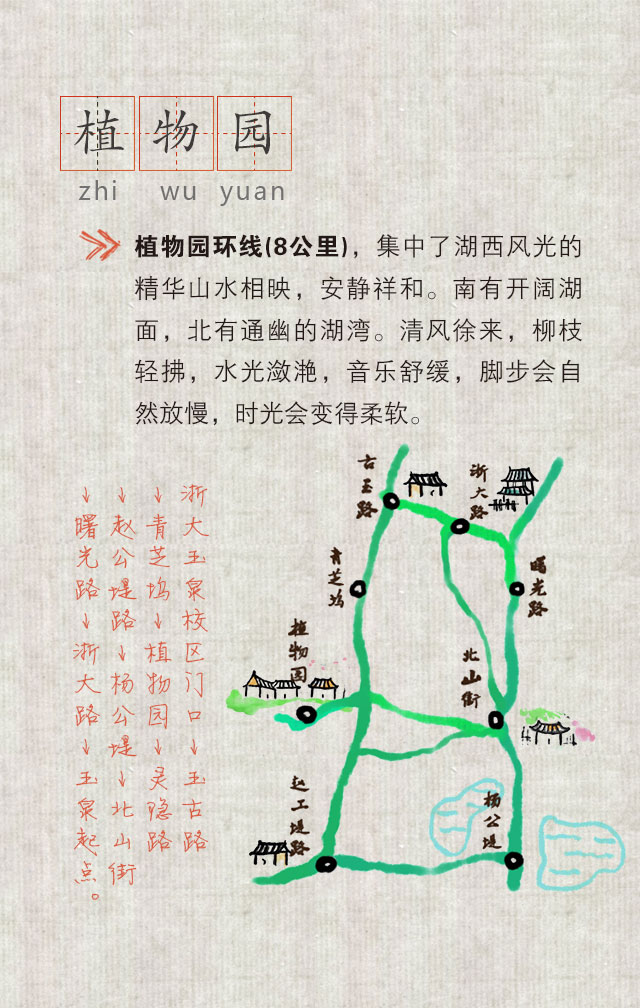 植物园
zhi wu yuan
植物园环线(8公里)，集中了湖西风光的
精华山水相映，安静祥和。南有开阔湖
面，北有通幽的湖湾。清风徐来，柳枝
轻拂，水光潋滟，音乐舒缓，脚步会自
然放慢，时光会变得柔软。
浙大玉泉校区门口→玉古路
→青芝坞→植物园→灵隐路
→赵公堤路→杨公堤→北山街
→曙光路→浙大路→玉泉起点。
古玉路
浙大路
青芝坞
曙光路
植物园
北山街
赵工堤路
杨公堤